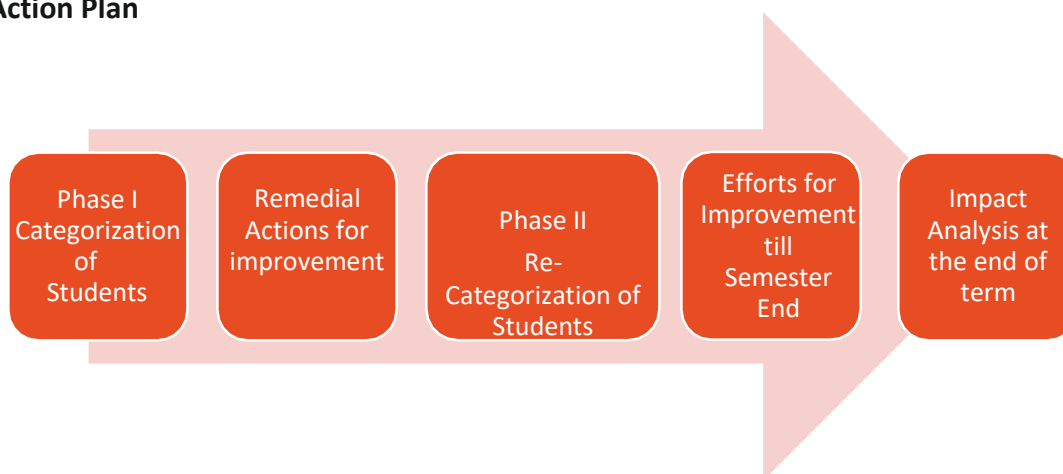 Action Plan
Phase I
Categorization
of
Students
Remedial
Actions for
improvement
Phase II
Re-
Categorization of
Students
Efforts for
Improvement
till
Semester
End
Impact
Analysis at
the end of
term